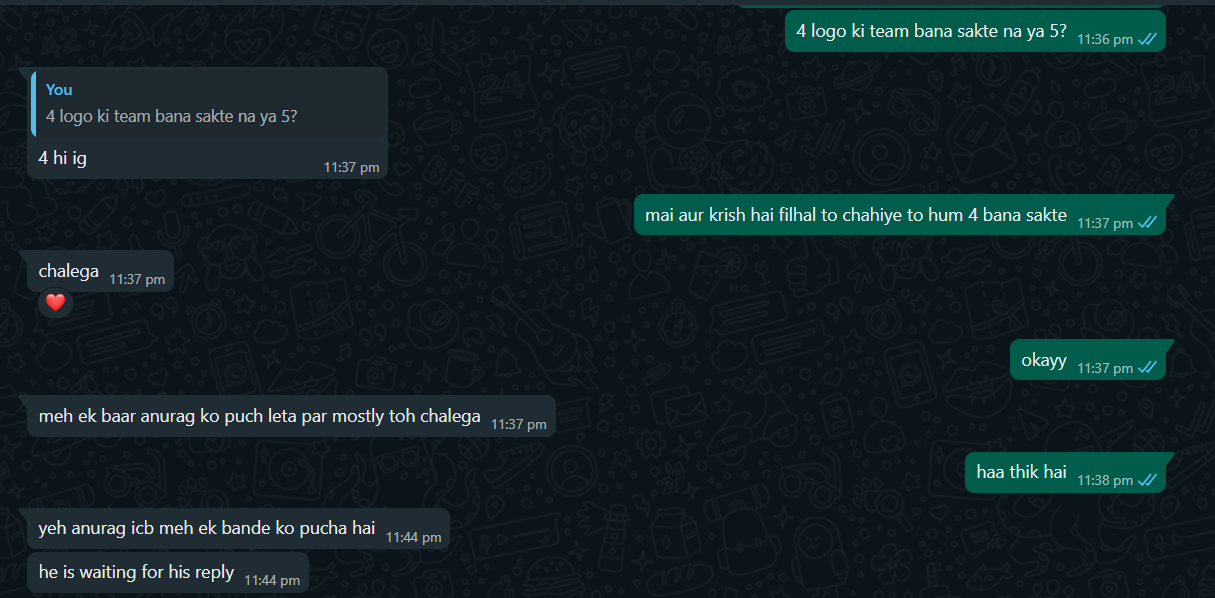 4 logo ki team bana sakte na ya 5?
11:36 pm
You
4 logo ki team bana sakte na ya 5?
4 hi ig
11:37 pm
mai aur krish hai filhal to chahiye to hum 4 bana sakte
11:37 pm
chalega
11:37 pm
okayy
11:37 pm
meh ek baar anurag ko puch leta par mostly toh chalega
11:37 pm
haa thik hai
11:38 pm
yeh anurag icb meh ek bande ko pucha hai
11:44 pm
he is waiting for his reply
11:44 pm